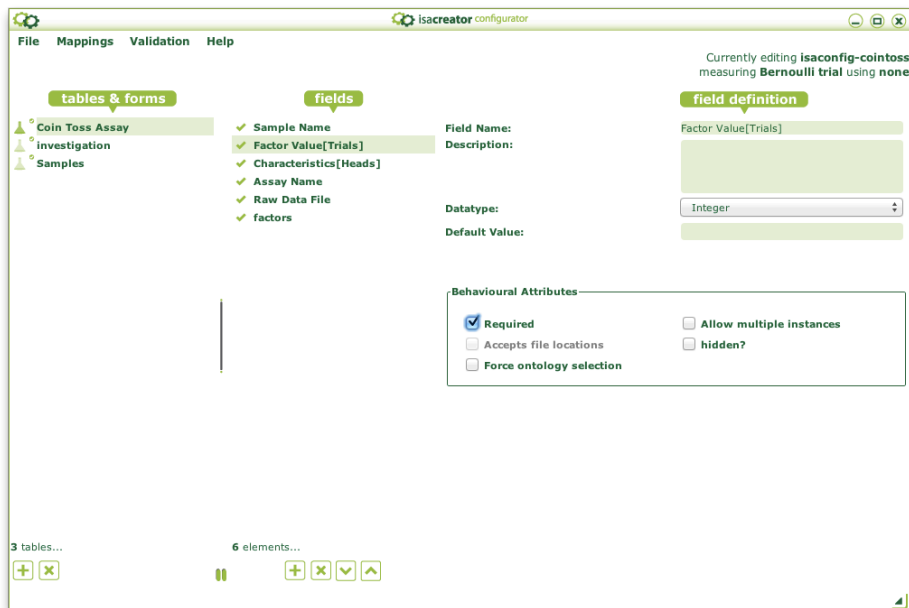 isacreator configurator
File Mappings Validation Help
Currently editing isaconfig-cointoss
measuring Bernoulli trial using none
tables & forms
Coin Toss Assay
investigation
Samples
3 tables...
fields
Sample Name
Factor Value[Trials]
Characteristics[Heads]
Assay Name
Raw Data File
factors
6 elements...
field definition
Field Name: Factor Value[Trials]
Description:
Datatype: Integer
Default Value:
Behavioural Attributes
Required Allow multiple instances
Accepts file locations hidden?
Force ontology selection